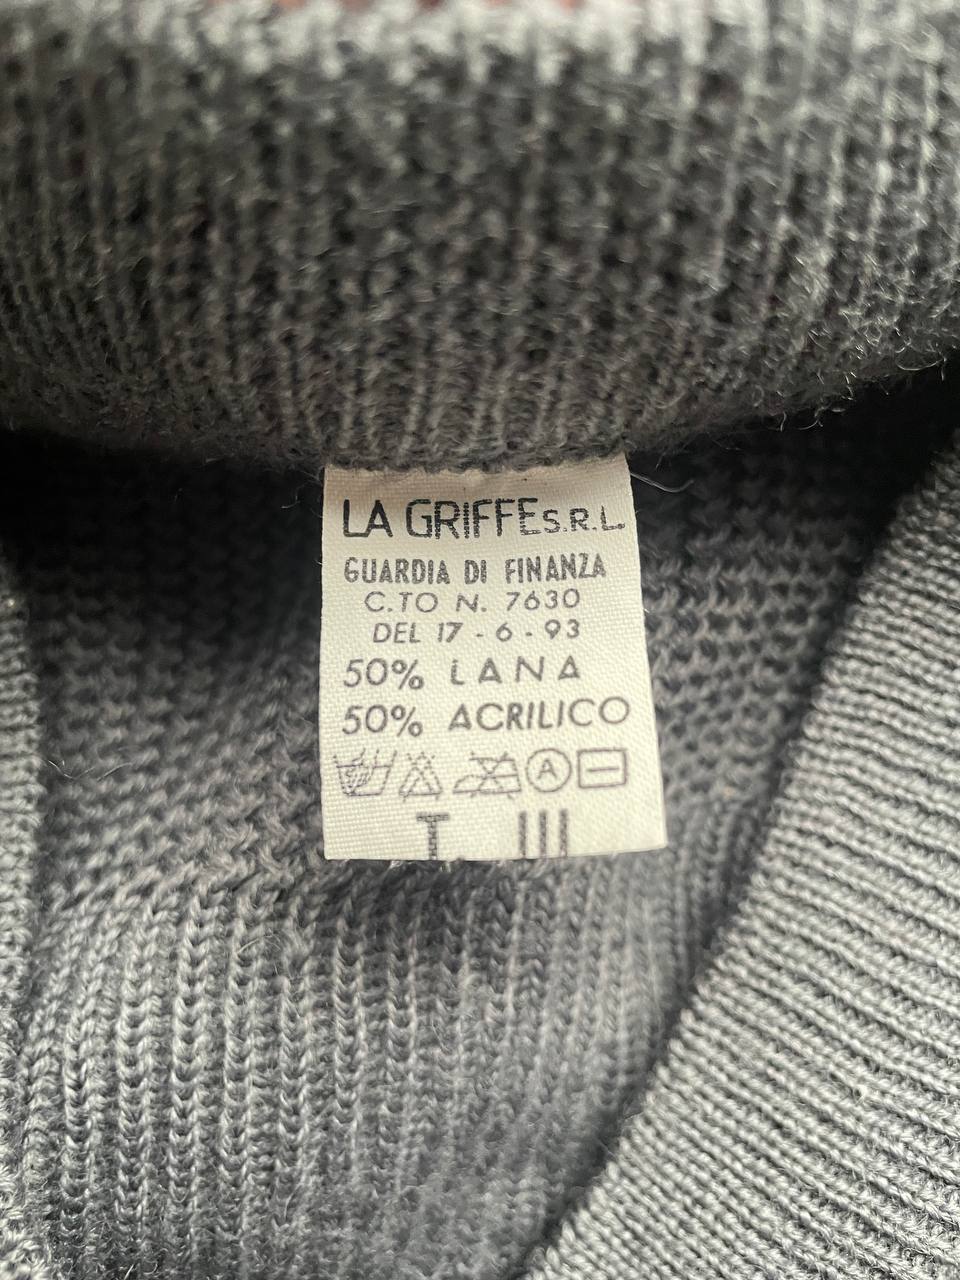 LA GRIFFE S.R.L.
GUARDIA DI FINANZA
C.TO N. 7630
DEL 17 - 6 - 93
50% LANA
50% ACRILICO
A
T III